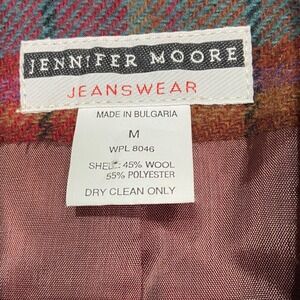 JENNIFER MOORE
JEANSWEAR
MADE IN BULGARIA
M
WPL 8046
SHELL: 45% WOOL
55% POLYESTER
DRY CLEAN ONLY